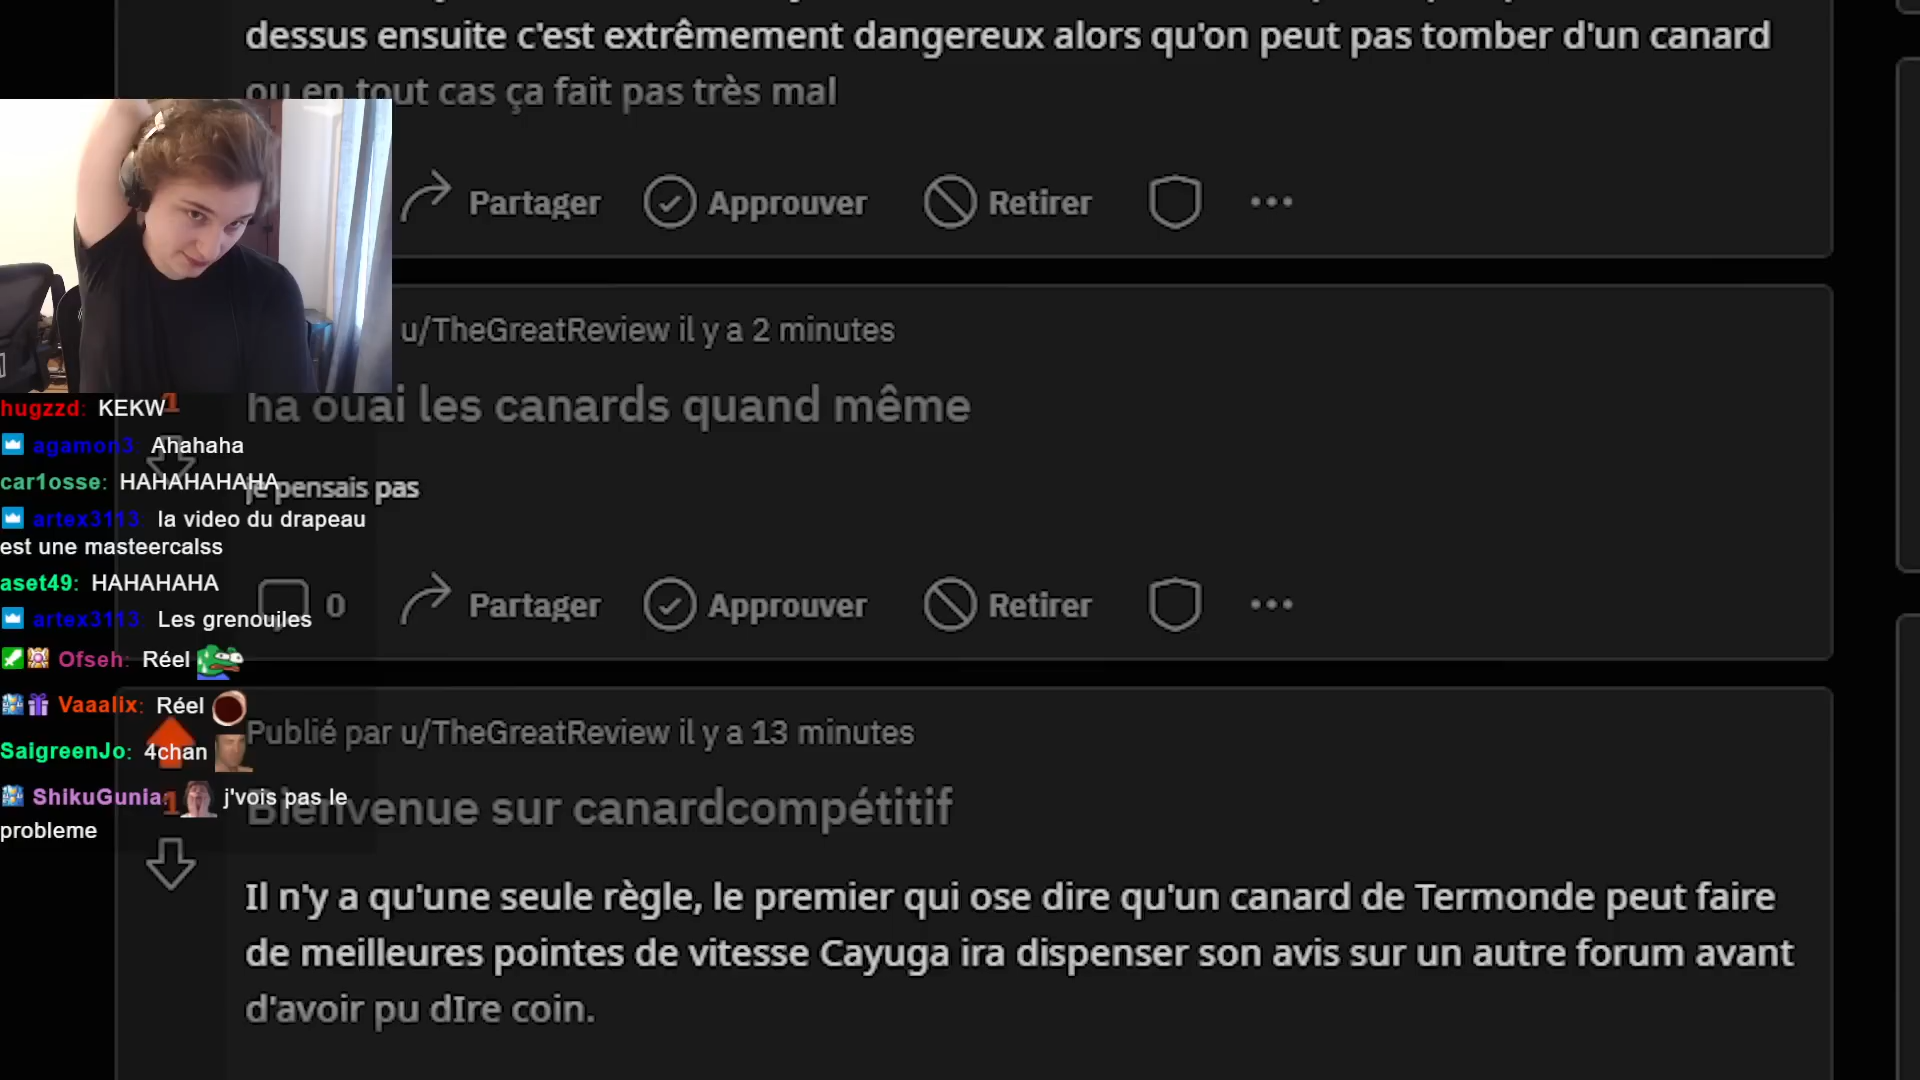 dessus ensuite c'est extrêmement dangereux alors qu'on peut pas tomber d'un canard
ou en tout cas ça fait pas très mal
Partager Approuver Retirer
u/TheGreatReview il y a 2 minutes
ha ouai les canards quand même
je pensais pas
0 Partager Approuver Retirer
Publié par u/TheGreatReview il y a 13 minutes
Bienvenue sur canardcompétitif
Il n'y a qu'une seule règle, le premier qui ose dire qu'un canard de Termonde peut faire
de meilleures pointes de vitesse Cayuga ira dispenser son avis sur un autre forum avant
d'avoir pu dIre coin.
hugzzd: KEKW
1
agamon3: Ahahaha
car1osse: HAHAHAHAHA
artex3113: la video du drapeau
est une masteercalss
aset49: HAHAHAHA
artex3113: Les grenouiles
Ofseh: Réel
Vaaalix: Réel
SaigreenJo: 4chan
ShikuGunia: j'vois pas le
probleme
1